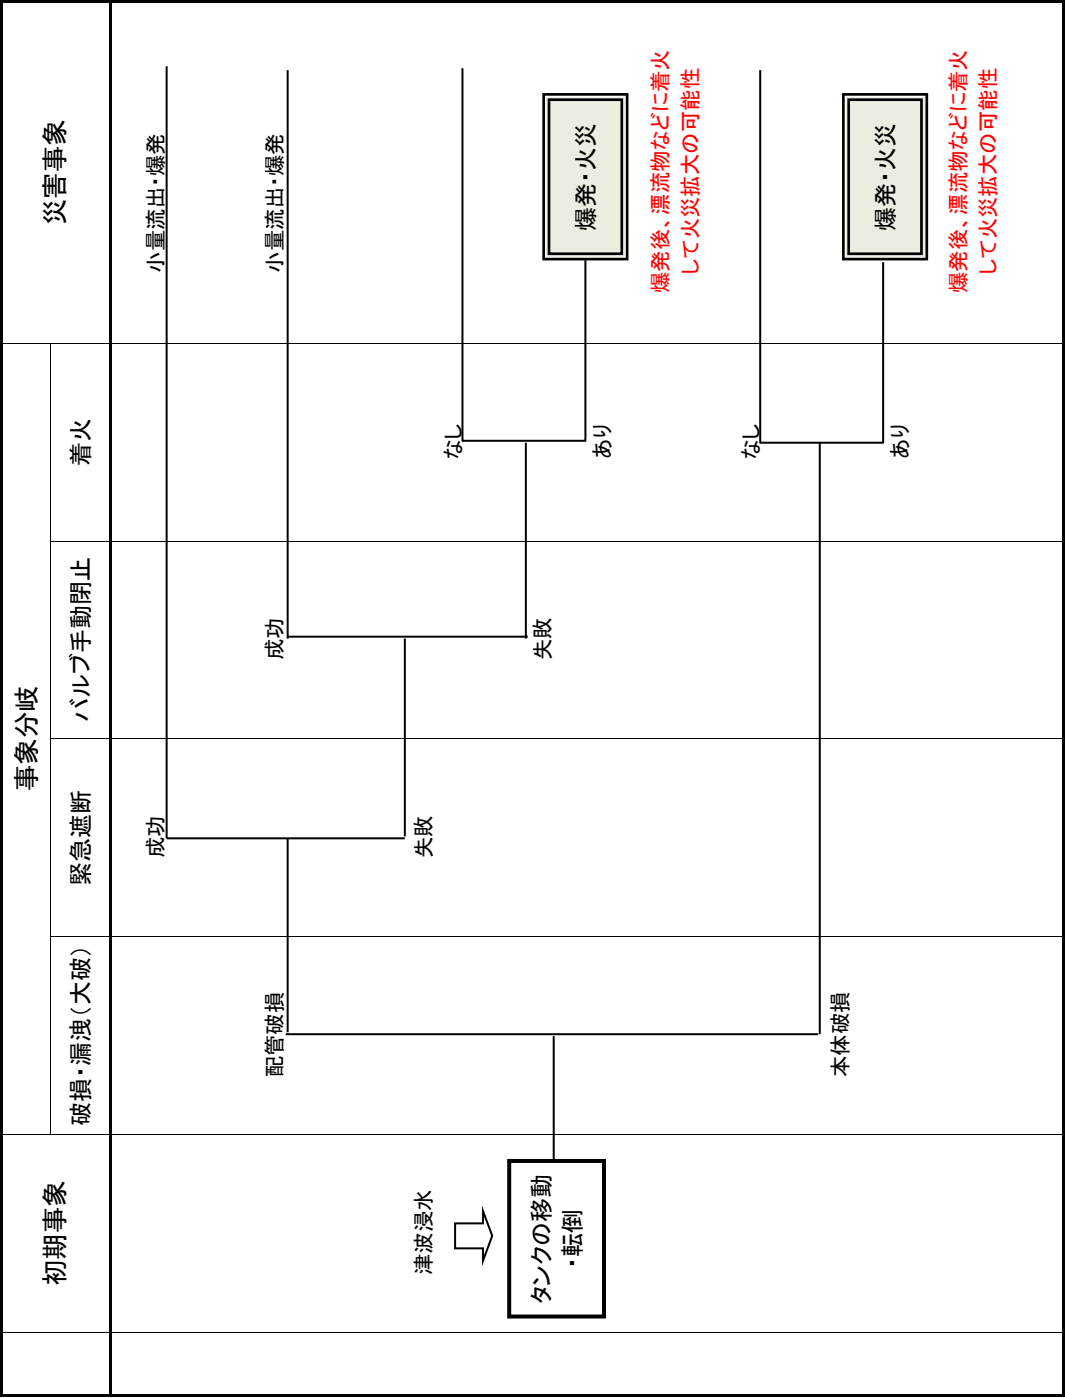 初期事象
事象分岐
災害事象
破損・漏洩（大破）
緊急遮断
バルブ手動閉止
着火
成功
小量流出・爆発
配管破損
成功
小量流出・爆発
津波浸水
失敗
なし
タンクの移動
・転倒
失敗
あり
爆発・火災
爆発後、漂流物などに着火
して火災拡大の可能性
なし
本体破損
あり
爆発・火災
爆発後、漂流物などに着火
して火災拡大の可能性